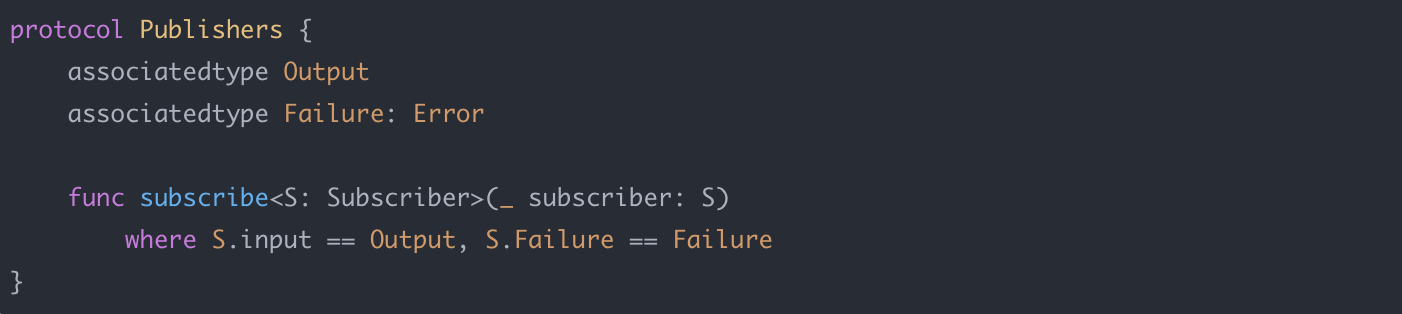 protocol Publishers {
    associatedtype Output
    associatedtype Failure: Error
    func subscribe<S: Subscriber>(_ subscriber: S)
        where S.input == Output, S.Failure == Failure
}